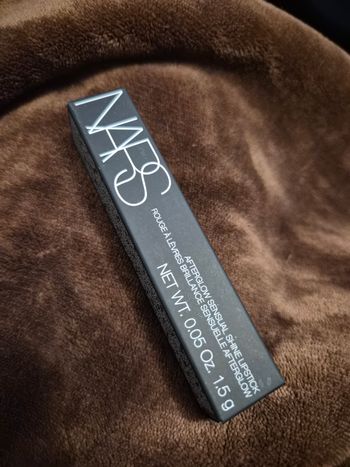 NARS
AFTERGLOW SENSUAL SHINE LIPSTICK
ROUGE À LÈVRES BRILLANCE SENSUELLE AFTERGLOW
NET WT. 0.05 Oz. 1.5 g